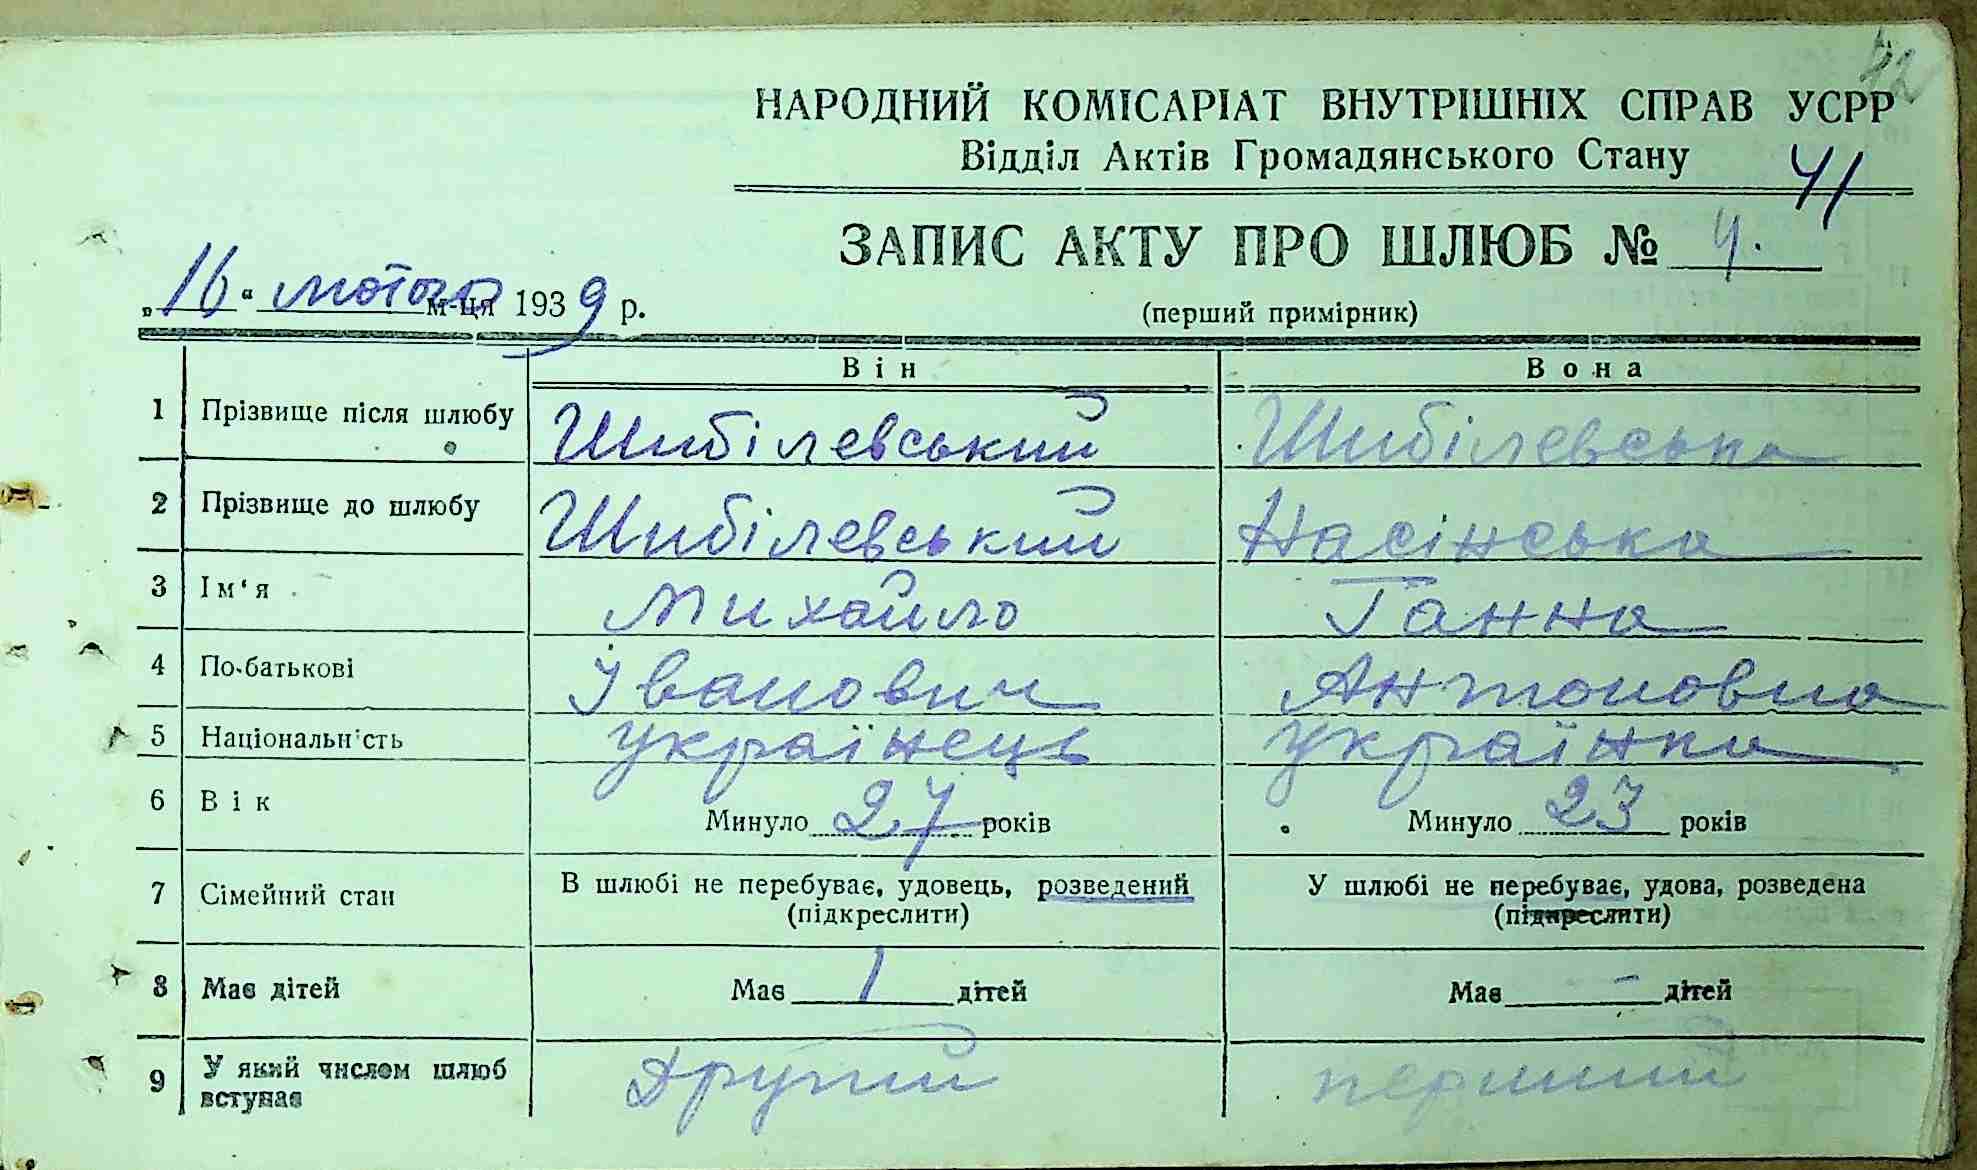 42
НАРОДНИЙ КОМІСАРІАТ ВНУТРІШНІХ СПРАВ УСРР
Відділ Актів Громадянського Стану
41
ЗАПИС АКТУ ПРО ШЛЮБ № 4.
„16“ лютого м-ця 1939 р.
(перший примірник)
Він Вона
1 Прізвище після шлюбу Шибілевський Шибілевська
2 Прізвище до шлюбу Шибілевський Насінська
3 Ім‘я Михайло Ганна
4 По-батькові Іванович Антоновна
5 Національність українець українка
6 Вік Минуло 27 років Минуло 23 років
7 Сімейний стан В шлюбі не перебуває, удовець, розведений У шлюбі не перебуває, удова, розведена
(підкреслити) (підкреслити)
8 Має дітей Має 1 дітей Має - дітей
9 У який числом шлюб вступає Другий перший